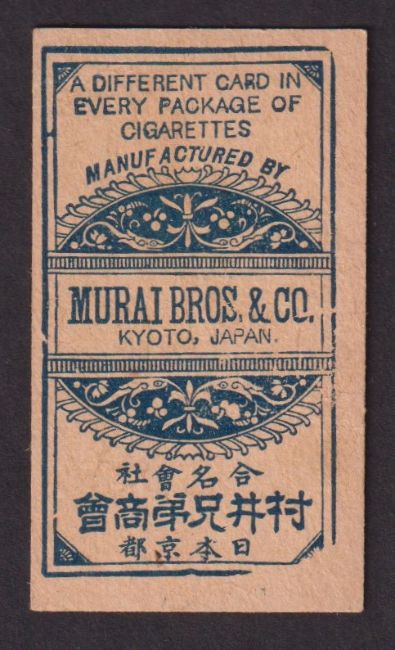 A DIFFERENT CARD IN
EVERY PACKAGE OF
CIGARETTES
MANUFACTURED BY
MURAI BROS. & CO.
KYOTO, JAPAN.
合名會社
村井兄弟商會
日本京都